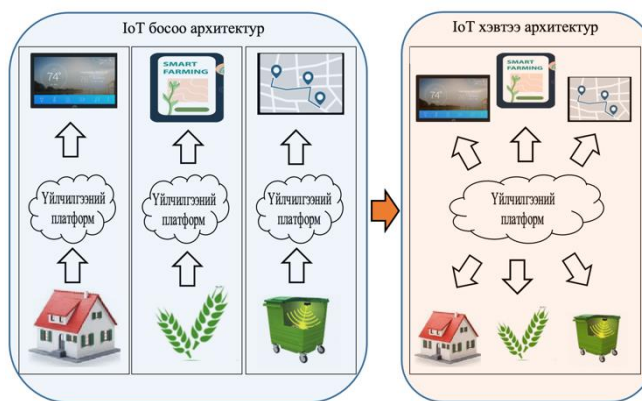 IoT босоо архитектур
IoT хэвтээ архитектур
74°
SMART
FARMING
SMART
FARMING
74°
Үйлчилгээний
платформ
Үйлчилгээний
платформ
Үйлчилгээний
платформ
Үйлчилгээний
платформ